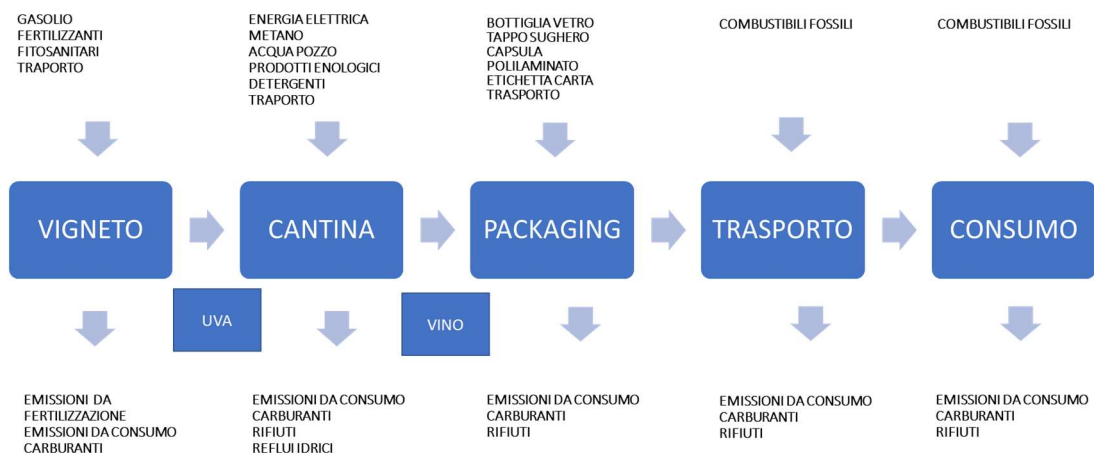 GASOLIO
FERTILIZZANTI
FITOSANITARI
TRAPORTO
ENERGIA ELETTRICA
METANO
ACQUA POZZO
PRODOTTI ENOLOGICI
DETERGENTI
TRAPORTO
BOTTIGLIA VETRO
TAPPO SUGHERO
CAPSULA
POLILAMINATO
ETICHETTA CARTA
TRASPORTO
COMBUSTIBILI FOSSILI
COMBUSTIBILI FOSSILI
VIGNETO
CANTINA
PACKAGING
TRASPORTO
CONSUMO
UVA
VINO
EMISSIONI DA
FERTILIZZAZIONE
EMISSIONI DA CONSUMO
CARBURANTI
EMISSIONI DA CONSUMO
CARBURANTI
RIFIUTI
REFLUI IDRICI
EMISSIONI DA CONSUMO
CARBURANTI
RIFIUTI
EMISSIONI DA CONSUMO
CARBURANTI
RIFIUTI
EMISSIONI DA CONSUMO
CARBURANTI
RIFIUTI